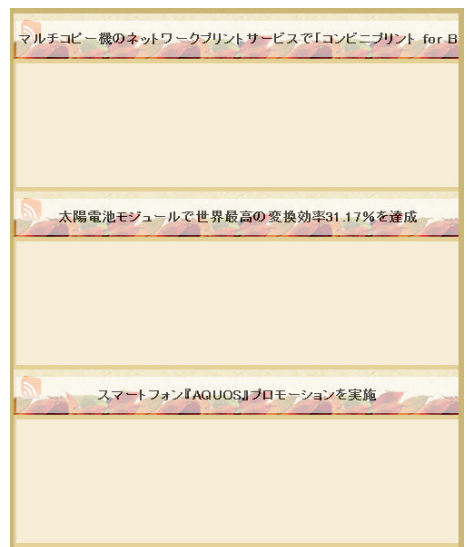 マルチコピー機のネットワークプリントサービスで「コンビニプリント for B
太陽電池モジュールで世界最高の変換効率31.17%を達成
スマートフォン『AQUOS』プロモーションを実施